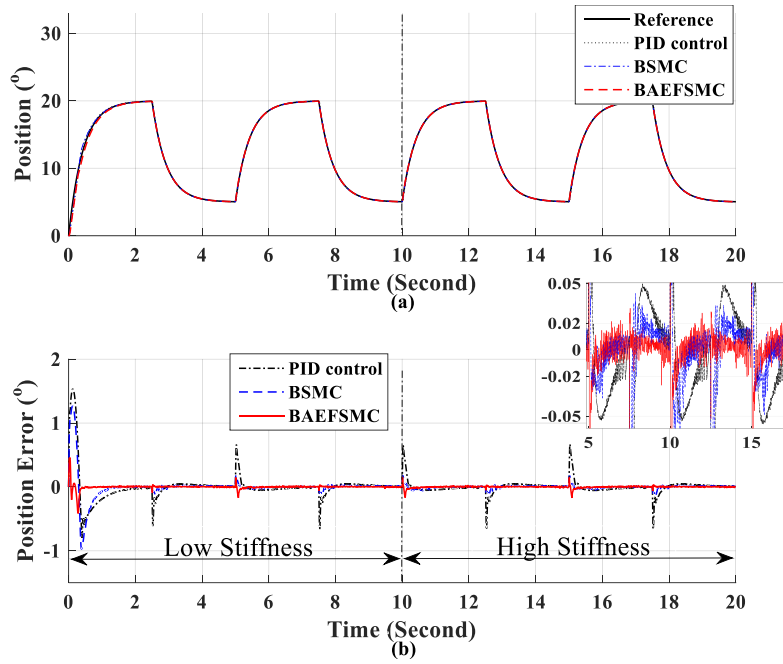 30
20
10
0
Position (°)
Reference
PID control
BSMC
BAEFSMC
0 2 4 6 8 10 12 14 16 18 20
Time (Second)
(a)
0.05
0.02
0
-0.02
-0.05
5 10 15
2
1
0
-1
Position Error (°)
PID control
BSMC
BAEFSMC
Low Stiffness
High Stiffness
0 2 4 6 8 10 12 14 16 18 20
Time (Second)
(b)